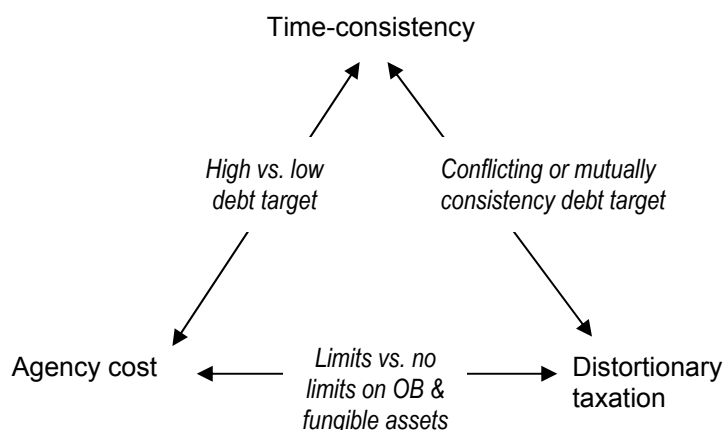 Time-consistency
High vs. low
debt target
Conflicting or mutually
consistency debt target
Agency cost
Limits vs. no
limits on OB &
fungible assets
Distortionary
taxation